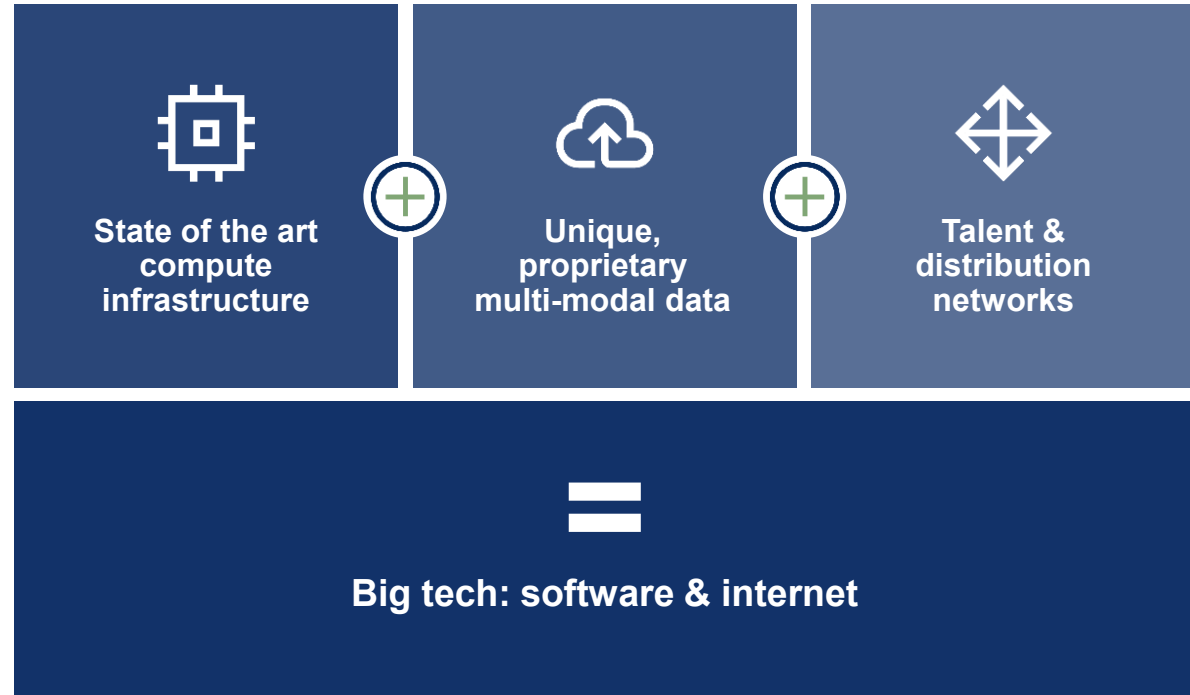 State of the art
compute
infrastructure
Unique,
proprietary
multi-modal data
Talent &
distribution
networks
Big tech: software & internet